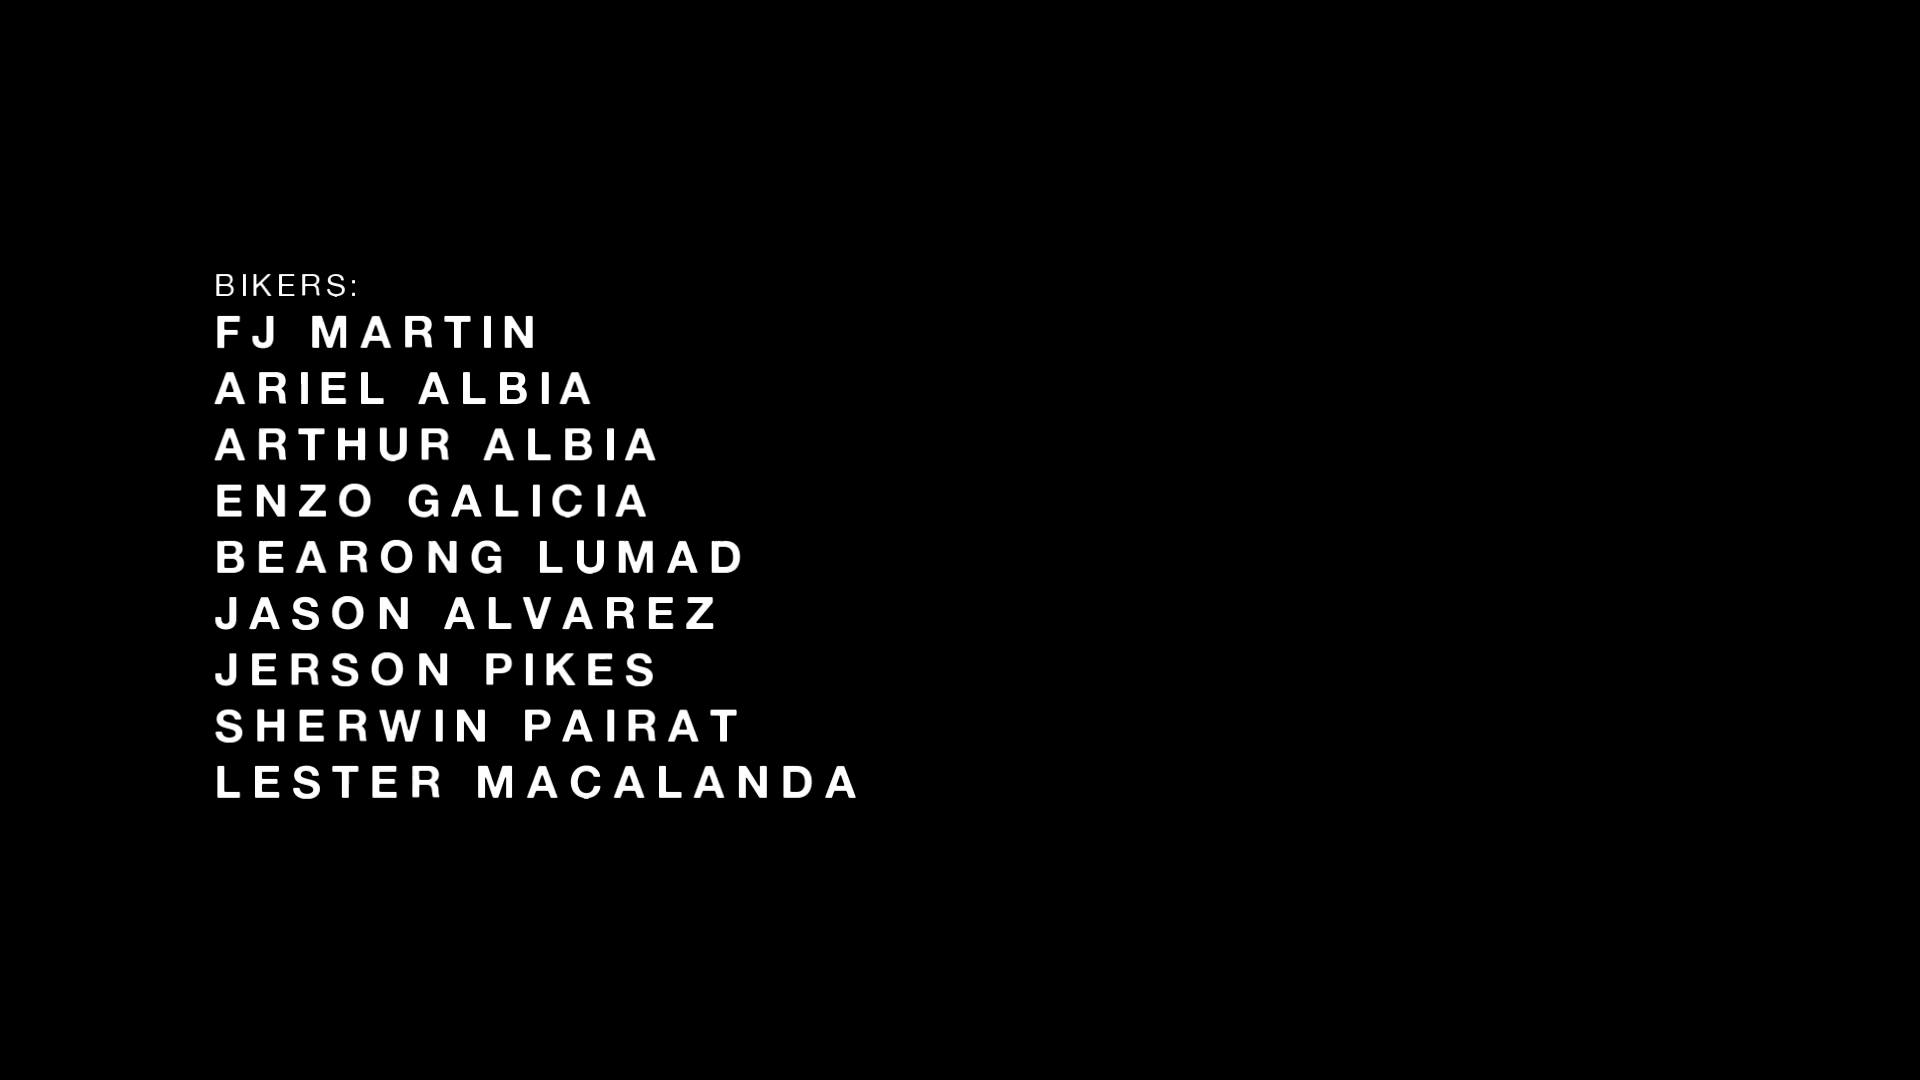 BIKERS:
FJ MARTIN
ARIEL ALBIA
ARTHUR ALBIA
ENZO GALICIA
BEARONG LUMAD
JASON ALVAREZ
JERSON PIKES
SHERWIN PAIRAT
LESTER MACALANDA